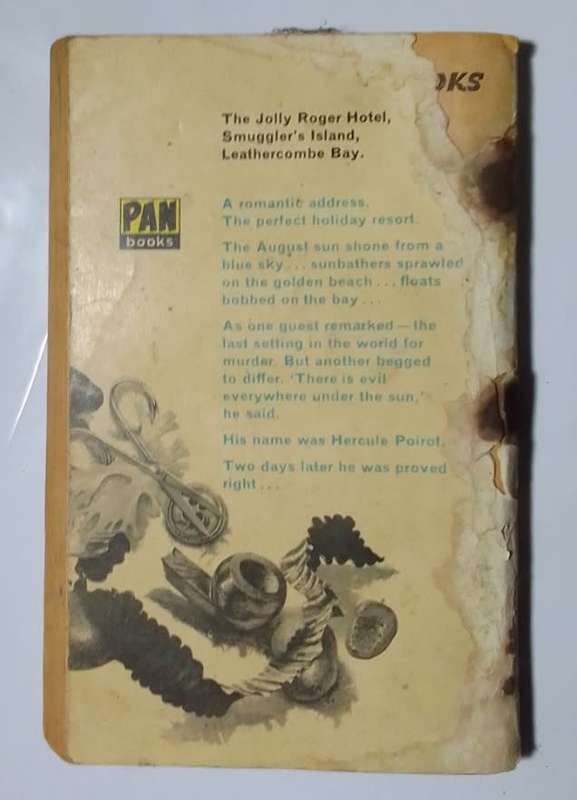 OKS
The Jolly Roger Hotel,
Smuggler's Island,
Leathercombe Bay.
PAN
books
A romantic address.
The perfect holiday resort.
The August sun shone from a
blue sky... sunbathers sprawled
on the golden beach... floats
bobbed on the bay...
As one guest remarked — the
last setting in the world for
murder. But another begged
to differ. 'There is evil
everywhere under the sun,'
he said.
His name was Hercule Poirot.
Two days later he was proved
right...